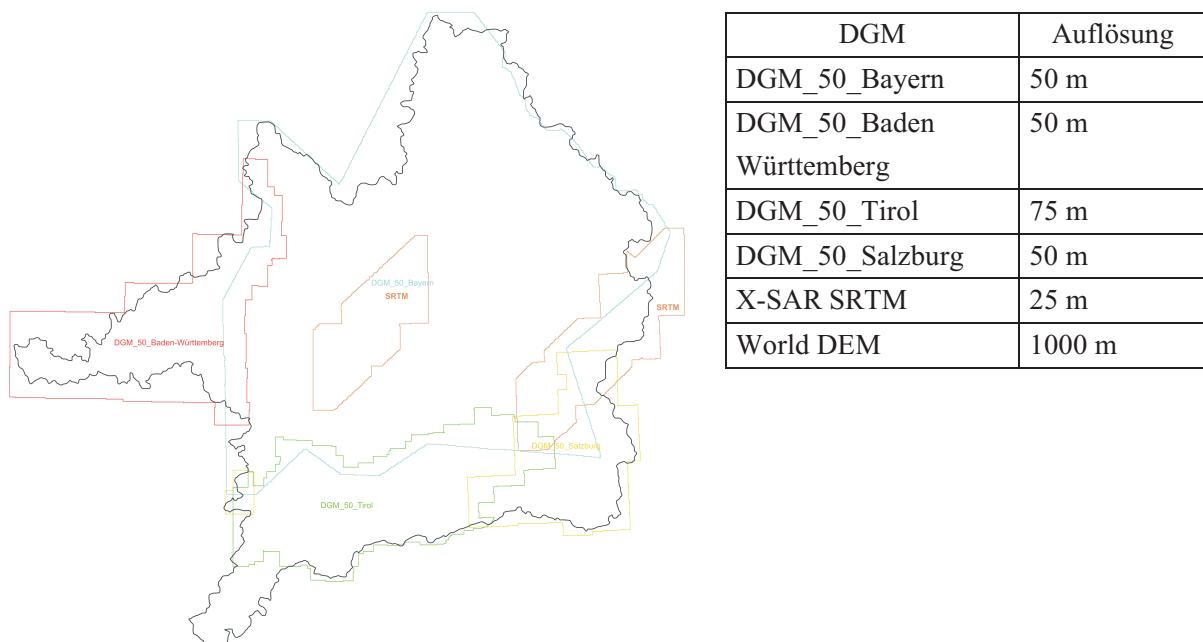 DGM_50_Bayern
SRTM
SRTM
DGM_50_Baden-Württemberg
DGM_50_Salzburg
DGM_50_Tirol
DGM Auflösung
DGM_50_Bayern 50 m
DGM_50_Baden 50 m
Württemberg
DGM_50_Tirol 75 m
DGM_50_Salzburg 50 m
X-SAR SRTM 25 m
World DEM 1000 m